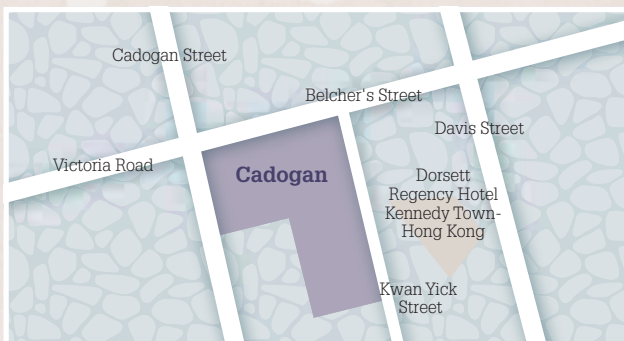 Cadogan Street
Belcher's Street
Davis Street
Victoria Road
Cadogan
Dorsett
Regency Hotel
Kennedy Town-
Hong Kong
Kwan Yick
Street